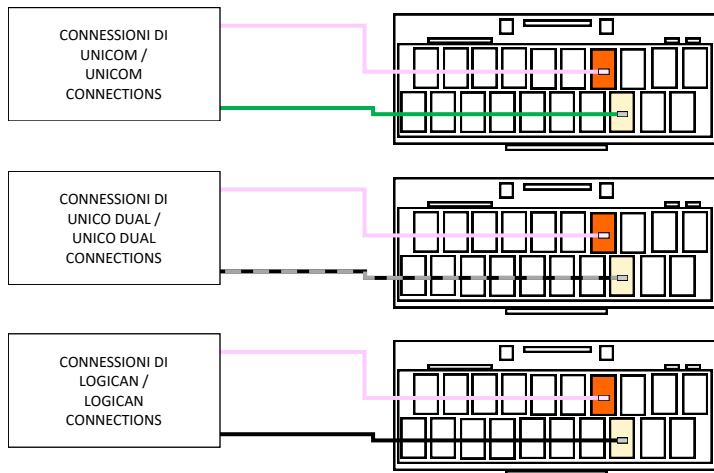 CONNESSIONI DI
UNICOM /
UNICOM
CONNECTIONS
CONNESSIONI DI
UNICO DUAL /
UNICO DUAL
CONNECTIONS
CONNESSIONI DI
LOGICAN /
LOGICAN
CONNECTIONS